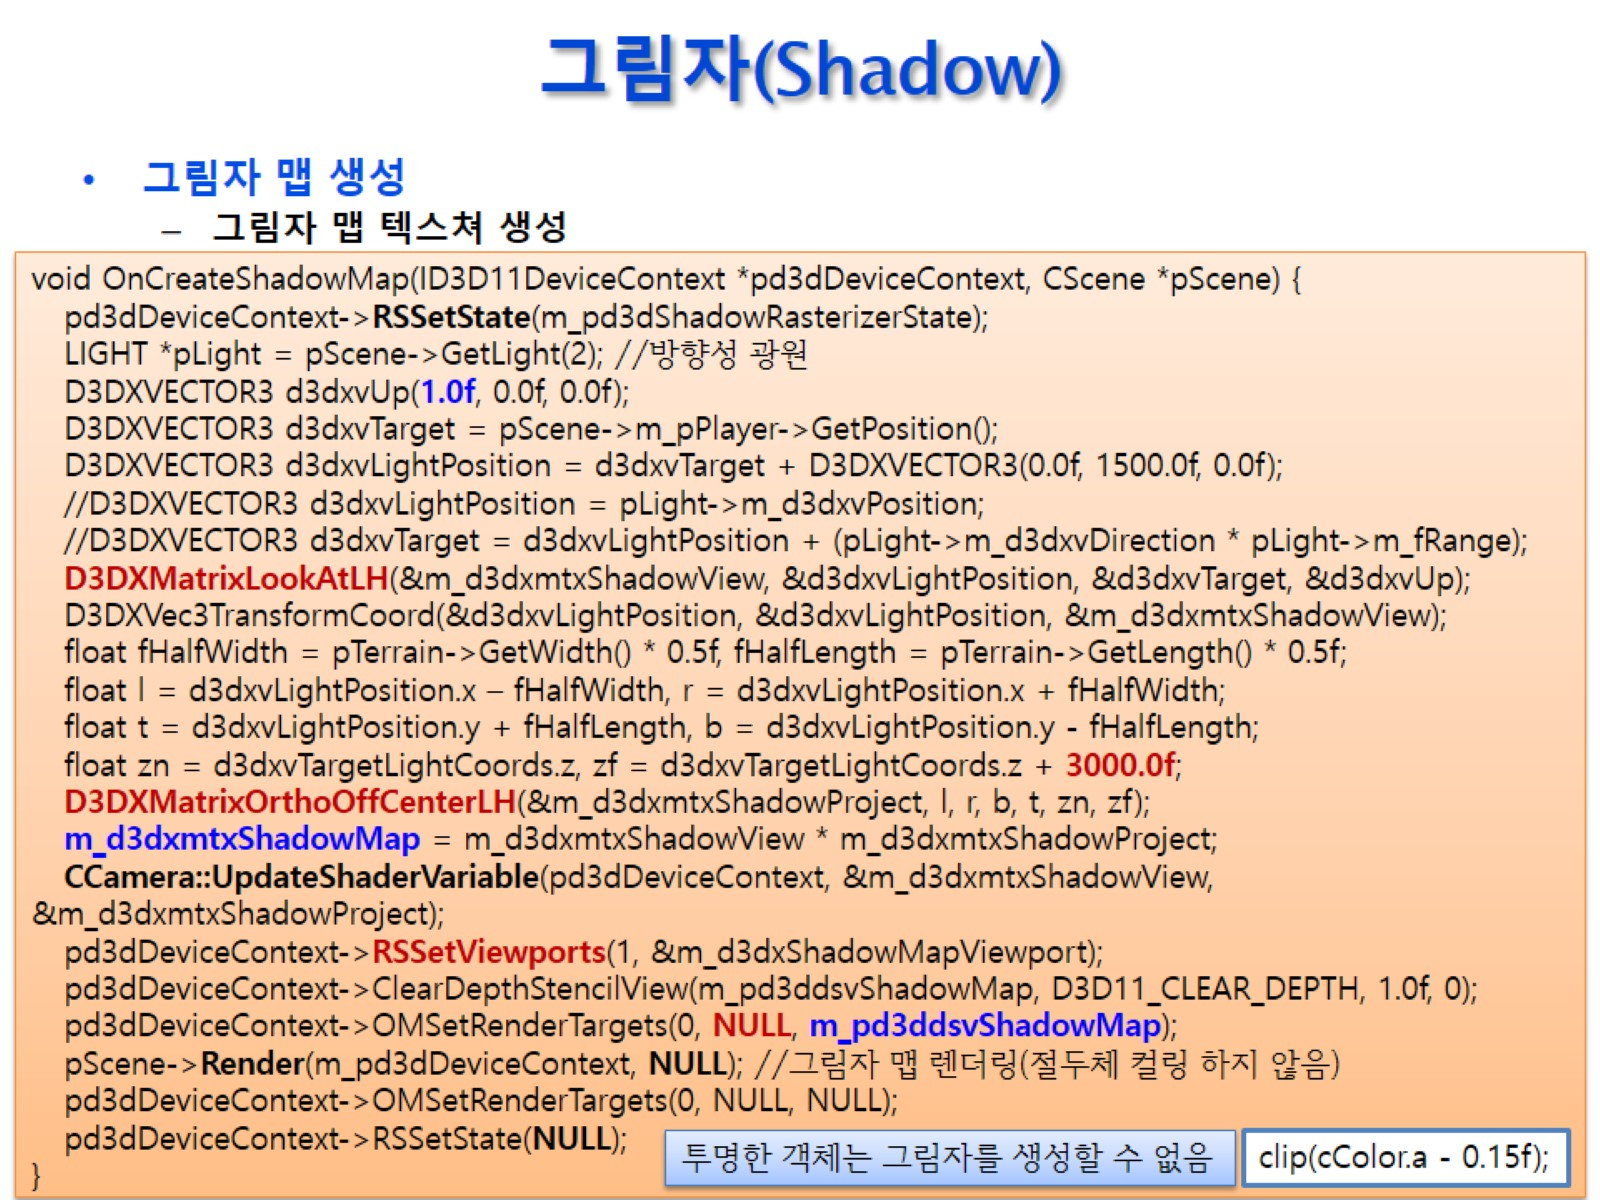 그림자(Shadow)
• 그림자 맵 생성
– 그림자 맵 텍스쳐 생성
void OnCreateShadowMap(ID3D11DeviceContext *pd3dDeviceContext, CScene *pScene) {
pd3dDeviceContext->RSSetState(m_pd3dShadowRasterizerState);
LIGHT *pLight = pScene->GetLight(2); //방향성 광원
D3DXVECTOR3 d3dxvUp(1.0f, 0.0f, 0.0f);
D3DXVECTOR3 d3dxvTarget = pScene->m_pPlayer->GetPosition();
D3DXVECTOR3 d3dxvLightPosition = d3dxvTarget + D3DXVECTOR3(0.0f, 1500.0f, 0.0f);
//D3DXVECTOR3 d3dxvLightPosition = pLight->m_d3dxvPosition;
//D3DXVECTOR3 d3dxvTarget = d3dxvLightPosition + (pLight->m_d3dxvDirection * pLight->m_fRange);
D3DXMatrixLookAtLH(&m_d3dxmtxShadowView, &d3dxvLightPosition, &d3dxvTarget, &d3dxvUp);
D3DXVec3TransformCoord(&d3dxvLightPosition, &d3dxvLightPosition, &m_d3dxmtxShadowView);
float fHalfWidth = pTerrain->GetWidth() * 0.5f, fHalfLength = pTerrain->GetLength() * 0.5f;
float l = d3dxvLightPosition.x – fHalfWidth, r = d3dxvLightPosition.x + fHalfWidth;
float t = d3dxvLightPosition.y + fHalfLength, b = d3dxvLightPosition.y - fHalfLength;
float zn = d3dxvTargetLightCoords.z, zf = d3dxvTargetLightCoords.z + 3000.0f;
D3DXMatrixOrthoOffCenterLH(&m_d3dxmtxShadowProject, l, r, b, t, zn, zf);
m_d3dxmtxShadowMap = m_d3dxmtxShadowView * m_d3dxmtxShadowProject;
CCamera::UpdateShaderVariable(pd3dDeviceContext, &m_d3dxmtxShadowView,
&m_d3dxmtxShadowProject);
pd3dDeviceContext->RSSetViewports(1, &m_d3dxShadowMapViewport);
pd3dDeviceContext->ClearDepthStencilView(m_pd3ddsvShadowMap, D3D11_CLEAR_DEPTH, 1.0f, 0);
pd3dDeviceContext->OMSetRenderTargets(0, NULL, m_pd3ddsvShadowMap);
pScene->Render(m_pd3dDeviceContext, NULL); //그림자 맵 렌더링(절두체 컬링 하지 않음)
pd3dDeviceContext->OMSetRenderTargets(0, NULL, NULL);
pd3dDeviceContext->RSSetState(NULL);
투명한 객체는 그림자를 생성할 수 없음
clip(cColor.a - 0.15f);
}